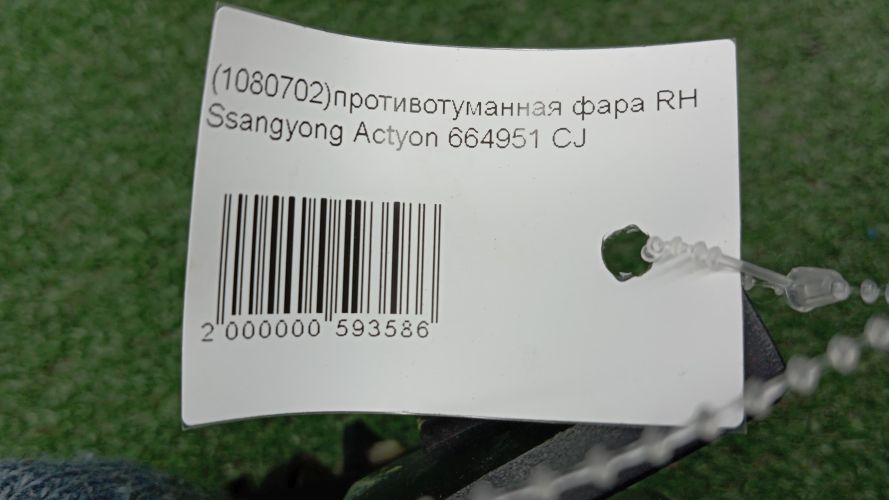 (1080702)противотуманная фара RH
Ssangyong Actyon 664951 CJ
2 000000 593586